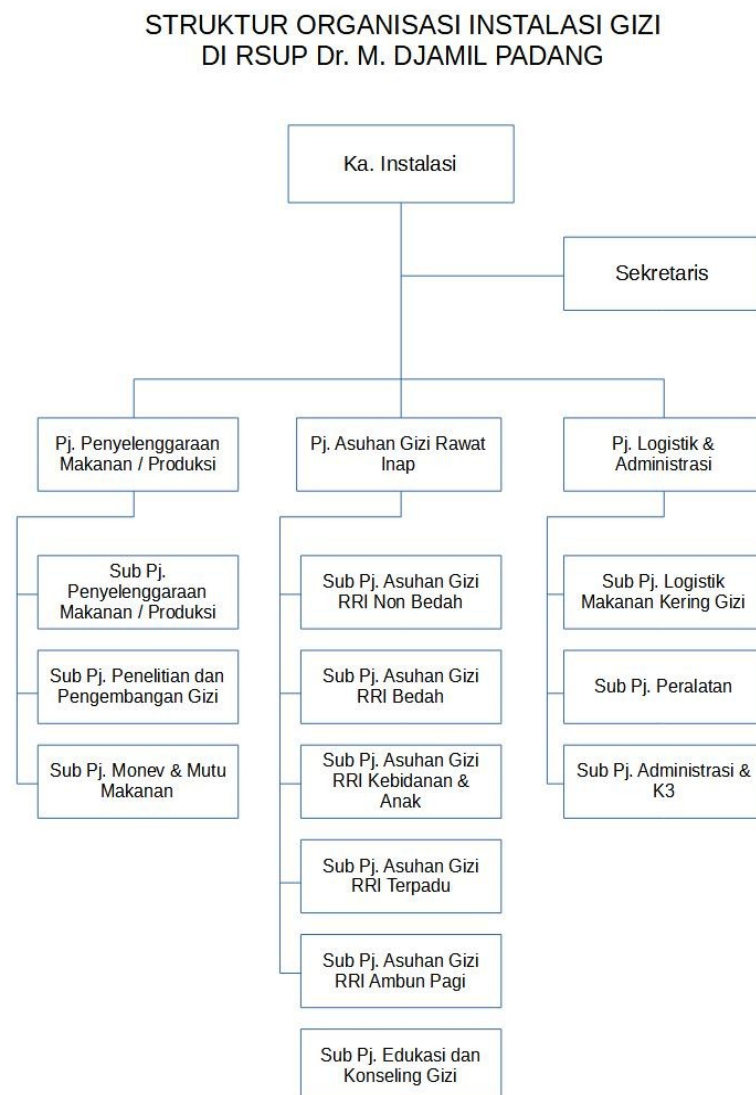 STRUKTUR ORGANISASI INSTALASI GIZI
DI RSUP Dr. M. DJAMIL PADANG
Ka. Instalasi
Sekretaris
Pj. Penyelenggaraan
Makanan / Produksi
Pj. Asuhan Gizi Rawat
Inap
Pj. Logistik &
Administrasi
Sub Pj.
Penyelenggaraan
Makanan / Produksi
Sub Pj. Penelitian dan
Pengembangan Gizi
Sub Pj. Monev & Mutu
Makanan
Sub Pj. Asuhan Gizi
RRI Non Bedah
Sub Pj. Asuhan Gizi
RRI Bedah
Sub Pj. Asuhan Gizi
RRI Kebidanan &
Anak
Sub Pj. Asuhan Gizi
RRI Terpadu
Sub Pj. Asuhan Gizi
RRI Ambun Pagi
Sub Pj. Edukasi dan
Konseling Gizi
Sub Pj. Logistik
Makanan Kering Gizi
Sub Pj. Peralatan
Sub Pj. Administrasi &
K3